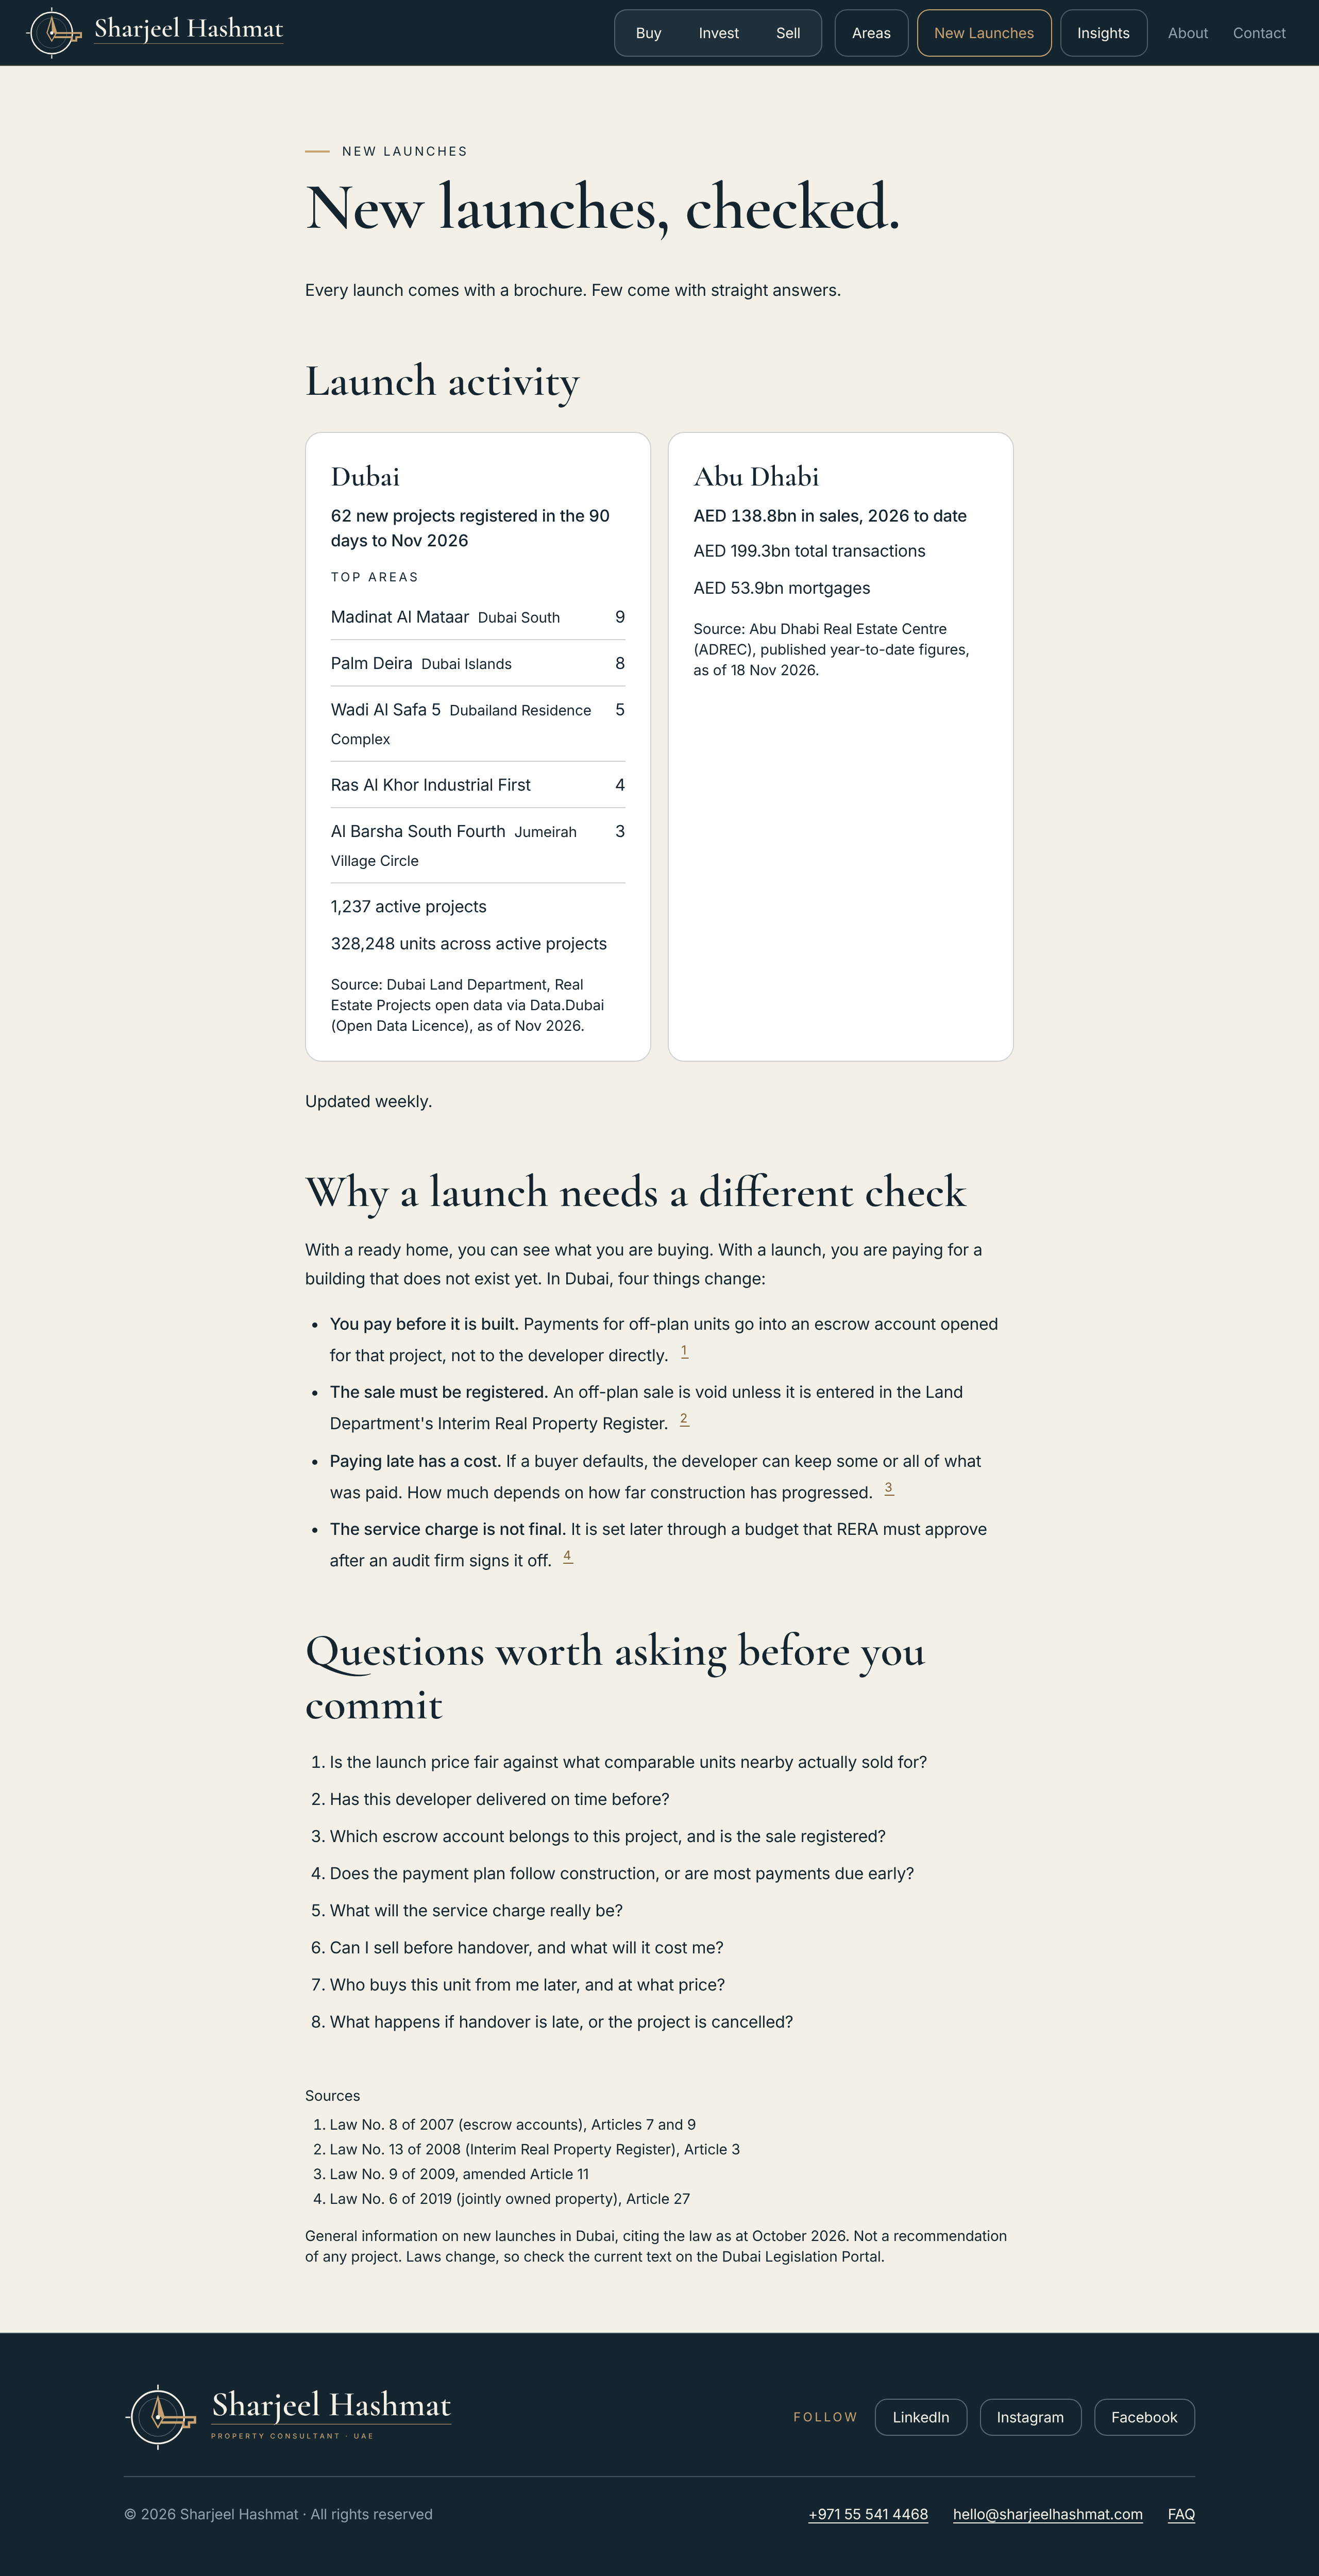 Sharjeel Hashmat
Buy
Invest
Sell
Areas
New Launches
Insights
About
Contact
NEW LAUNCHES
New launches, checked.
Every launch comes with a brochure. Few come with straight answers.
Launch activity
Dubai
62 new projects registered in the 90
days to Nov 2026
TOP AREAS
Madinat Al Mataar Dubai South 9
Palm Deira Dubai Islands 8
Wadi Al Safa 5 Dubailand Residence 5
Complex
Ras Al Khor Industrial First 4
Al Barsha South Fourth Jumeirah 3
Village Circle
1,237 active projects
328,248 units across active projects
Source: Dubai Land Department, Real
Estate Projects open data via Data.Dubai
(Open Data Licence), as of Nov 2026.
Abu Dhabi
AED 138.8bn in sales, 2026 to date
AED 199.3bn total transactions
AED 53.9bn mortgages
Source: Abu Dhabi Real Estate Centre
(ADREC), published year-to-date figures,
as of 18 Nov 2026.
Updated weekly.
Why a launch needs a different check
With a ready home, you can see what you are buying. With a launch, you are paying for a
building that does not exist yet. In Dubai, four things change:
• You pay before it is built. Payments for off-plan units go into an escrow account opened
for that project, not to the developer directly. 1
• The sale must be registered. An off-plan sale is void unless it is entered in the Land
Department's Interim Real Property Register. 2
• Paying late has a cost. If a buyer defaults, the developer can keep some or all of what
was paid. How much depends on how far construction has progressed. 3
• The service charge is not final. It is set later through a budget that RERA must approve
after an audit firm signs it off. 4
Questions worth asking before you
commit
1. Is the launch price fair against what comparable units nearby actually sold for?
2. Has this developer delivered on time before?
3. Which escrow account belongs to this project, and is the sale registered?
4. Does the payment plan follow construction, or are most payments due early?
5. What will the service charge really be?
6. Can I sell before handover, and what will it cost me?
7. Who buys this unit from me later, and at what price?
8. What happens if handover is late, or the project is cancelled?
Sources
1. Law No. 8 of 2007 (escrow accounts), Articles 7 and 9
2. Law No. 13 of 2008 (Interim Real Property Register), Article 3
3. Law No. 9 of 2009, amended Article 11
4. Law No. 6 of 2019 (jointly owned property), Article 27
General information on new launches in Dubai, citing the law as at October 2026. Not a recommendation
of any project. Laws change, so check the current text on the Dubai Legislation Portal.
Sharjeel Hashmat
PROPERTY CONSULTANT · UAE
FOLLOW
LinkedIn
Instagram
Facebook
© 2026 Sharjeel Hashmat · All rights reserved
+971 55 541 4468
hello@sharjeelhashmat.com
FAQ